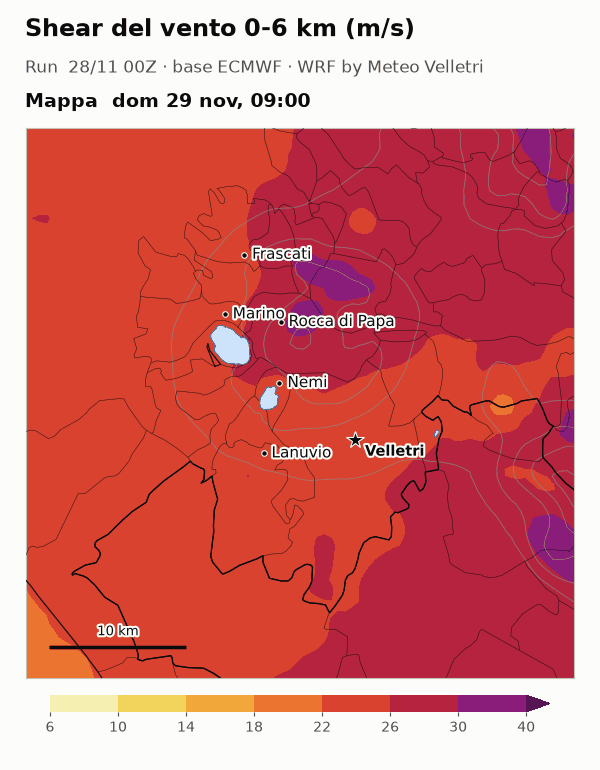 Shear del vento 0-6 km (m/s)
Run  28/11 00Z · base ECMWF · WRF by Meteo Velletri
Mappa  dom 29 nov, 09:00
Frascati
Marino
Rocca di Papa
Nemi
Velletri
Lanuvio
10 km
6 10 14 18 22 26 30 40